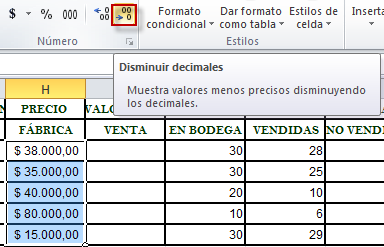 $ % 000 ,0 ,00 ,00 ,0
Formato condicional Dar formato como tabla Estilos de celda
Número Estilos
Disminuir decimales
Muestra valores menos precisos disminuyendo
los decimales.
H
PRECIO
FÁBRICA VENTA EN BODEGA VENDIDAS NO VEND
$ 38.000,00 30 28
$ 35.000,00 30 25
$ 40.000,00 20 10
$ 80.000,00 10 6
$ 15.000,00 30 29